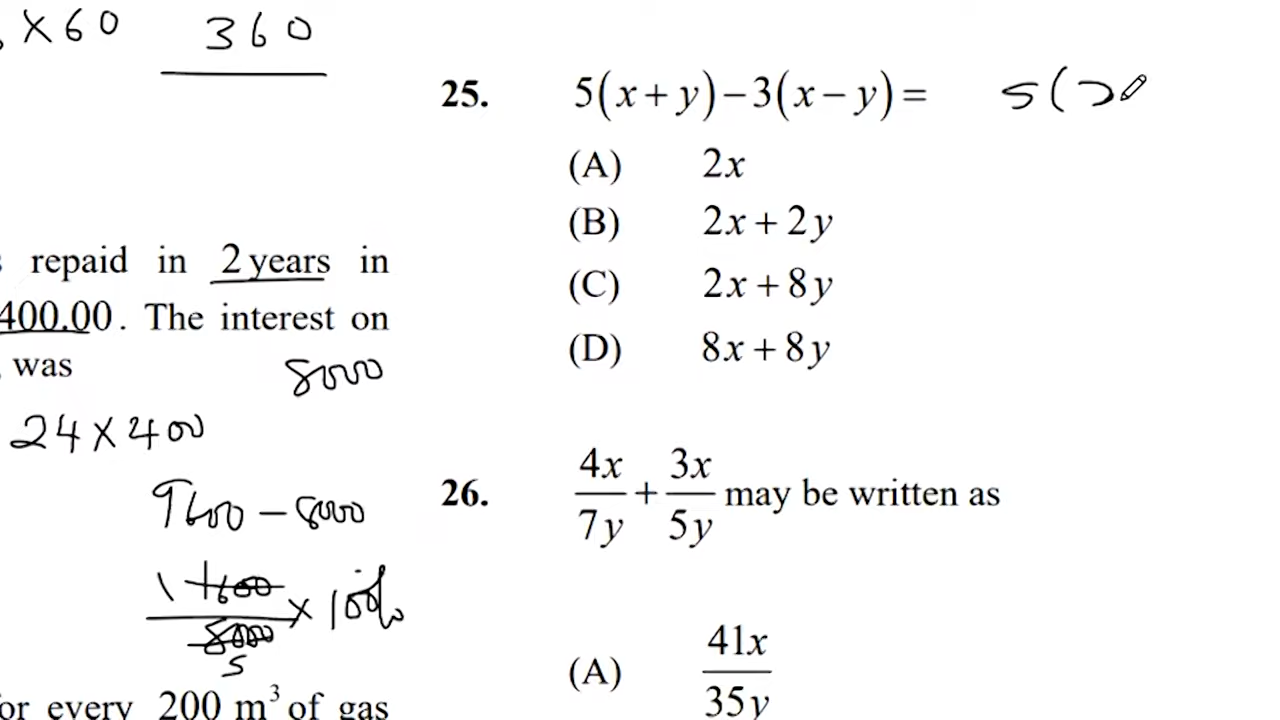 × 60 360
repaid in 2 years in
400.00. The interest on
was
8000
24 × 400
9600 – 8000
1 1600
× 100%
8000
5
for every 200 m³ of gas
25. 5(x + y) – 3(x – y) = 5(x
(A) 2x
(B) 2x + 2y
(C) 2x + 8y
(D) 8x + 8y
26. 4x/7y + 3x/5y may be written as
(A) 41x/35y